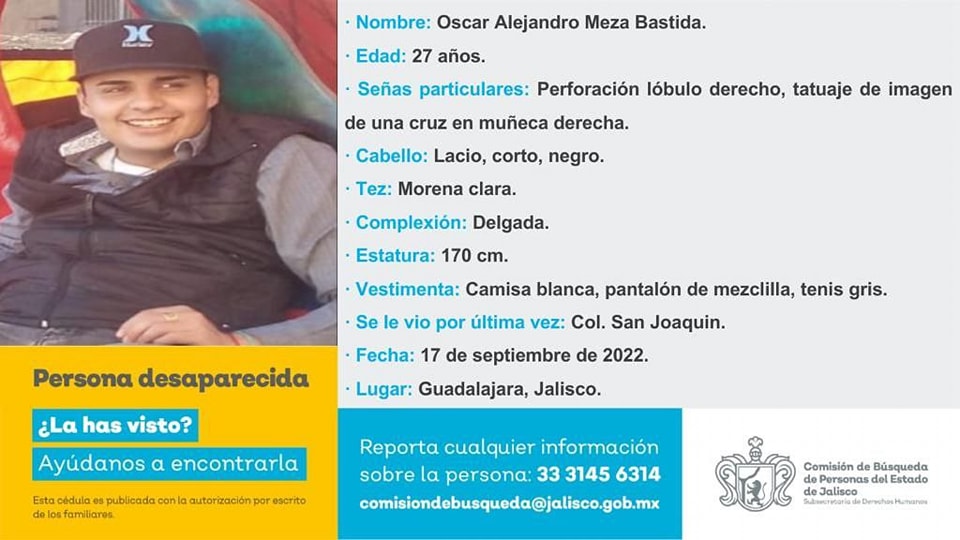 Hurley
· Nombre: Oscar Alejandro Meza Bastida.
· Edad: 27 años.
· Señas particulares: Perforación lóbulo derecho, tatuaje de imagen
de una cruz en muñeca derecha.
· Cabello: Lacio, corto, negro.
· Tez: Morena clara.
· Complexión: Delgada.
· Estatura: 170 cm.
· Vestimenta: Camisa blanca, pantalón de mezclilla, tenis gris.
· Se le vio por última vez: Col. San Joaquin.
· Fecha: 17 de septiembre de 2022.
· Lugar: Guadalajara, Jalisco.
Persona desaparecida
¿La has visto?
Ayúdanos a encontrarla
Esta cédula es publicada con la autorización por escrito
de los familiares.
Reporta cualquier información
sobre la persona: 33 3145 6314
comisiondebusqueda@jalisco.gob.mx
Comisión de Búsqueda
de Personas del Estado
de Jalisco
Subsecretaría de Derechos Humanos